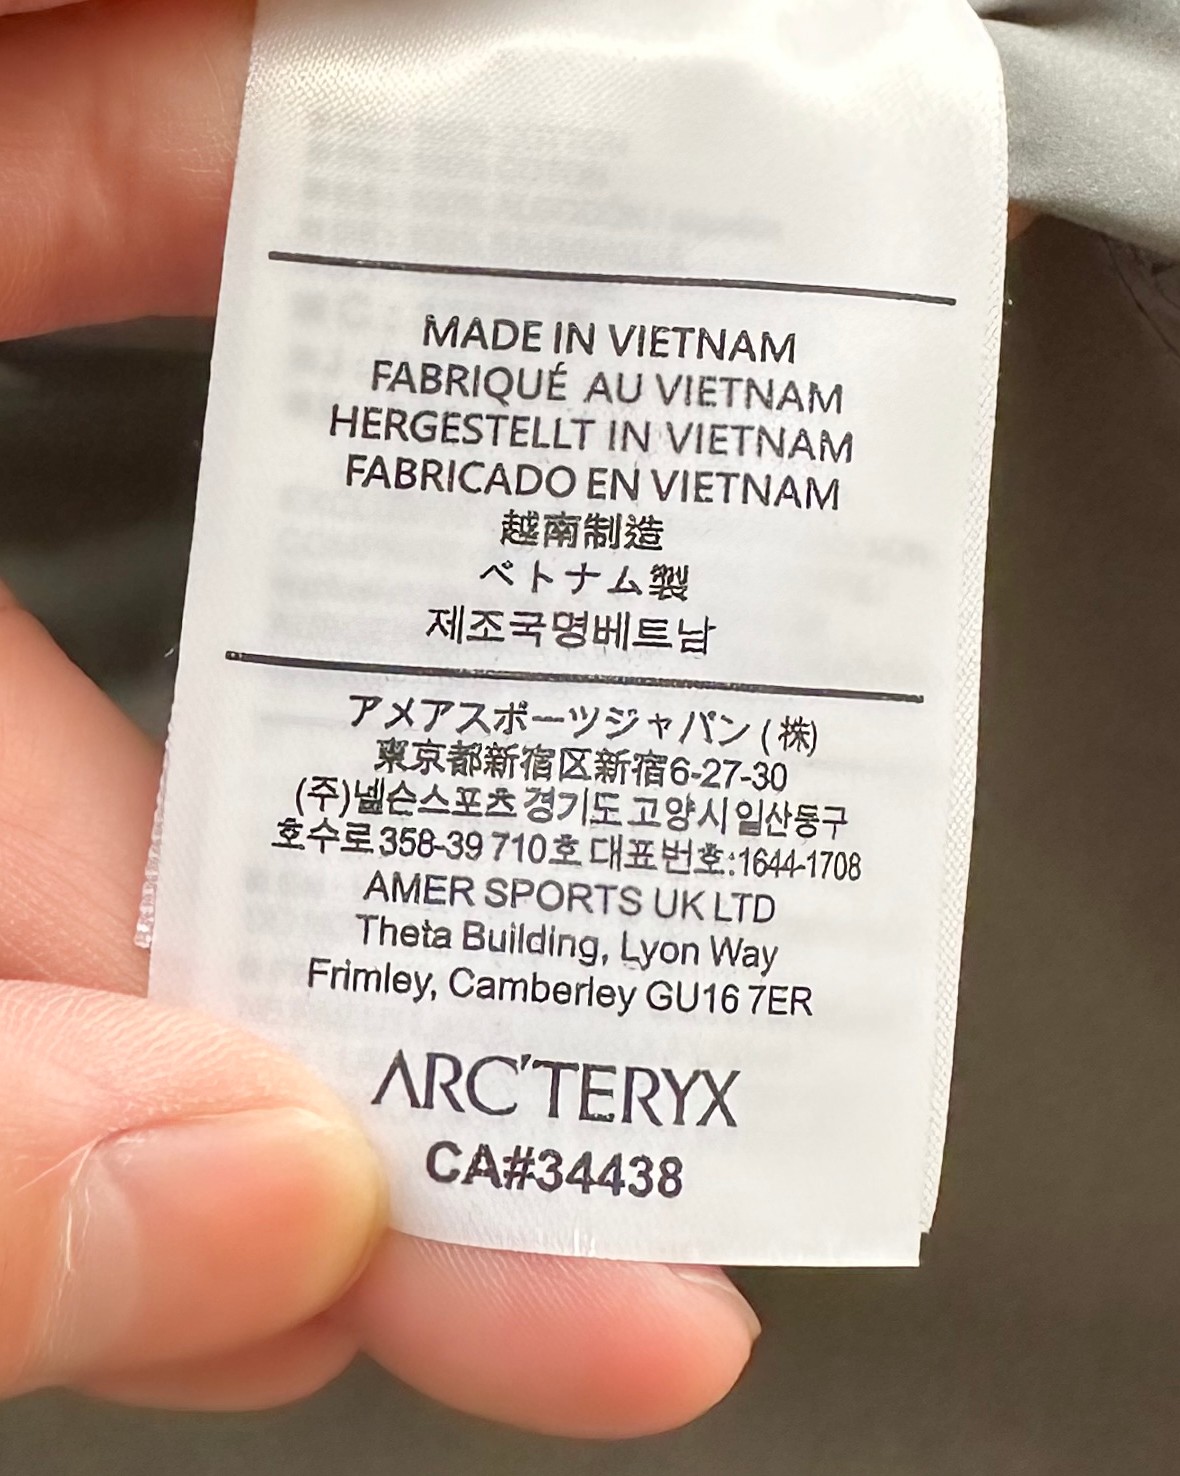 MADE IN VIETNAM
FABRIQUÉ AU VIETNAM
HERGESTELLT IN VIETNAM
FABRICADO EN VIETNAM
越南制造
ベトナム製
제조국명베트남
アメアスポーツジャパン (株)
東京都新宿区新宿6-27-30
(주)넬슨스포츠 경기도 고양시 일산동구
호수로 358-39 710호 대표번호:1644-1708
AMER SPORTS UK LTD
Theta Building, Lyon Way
Frimley, Camberley GU16 7ER
ARC'TERYX
CA#34438